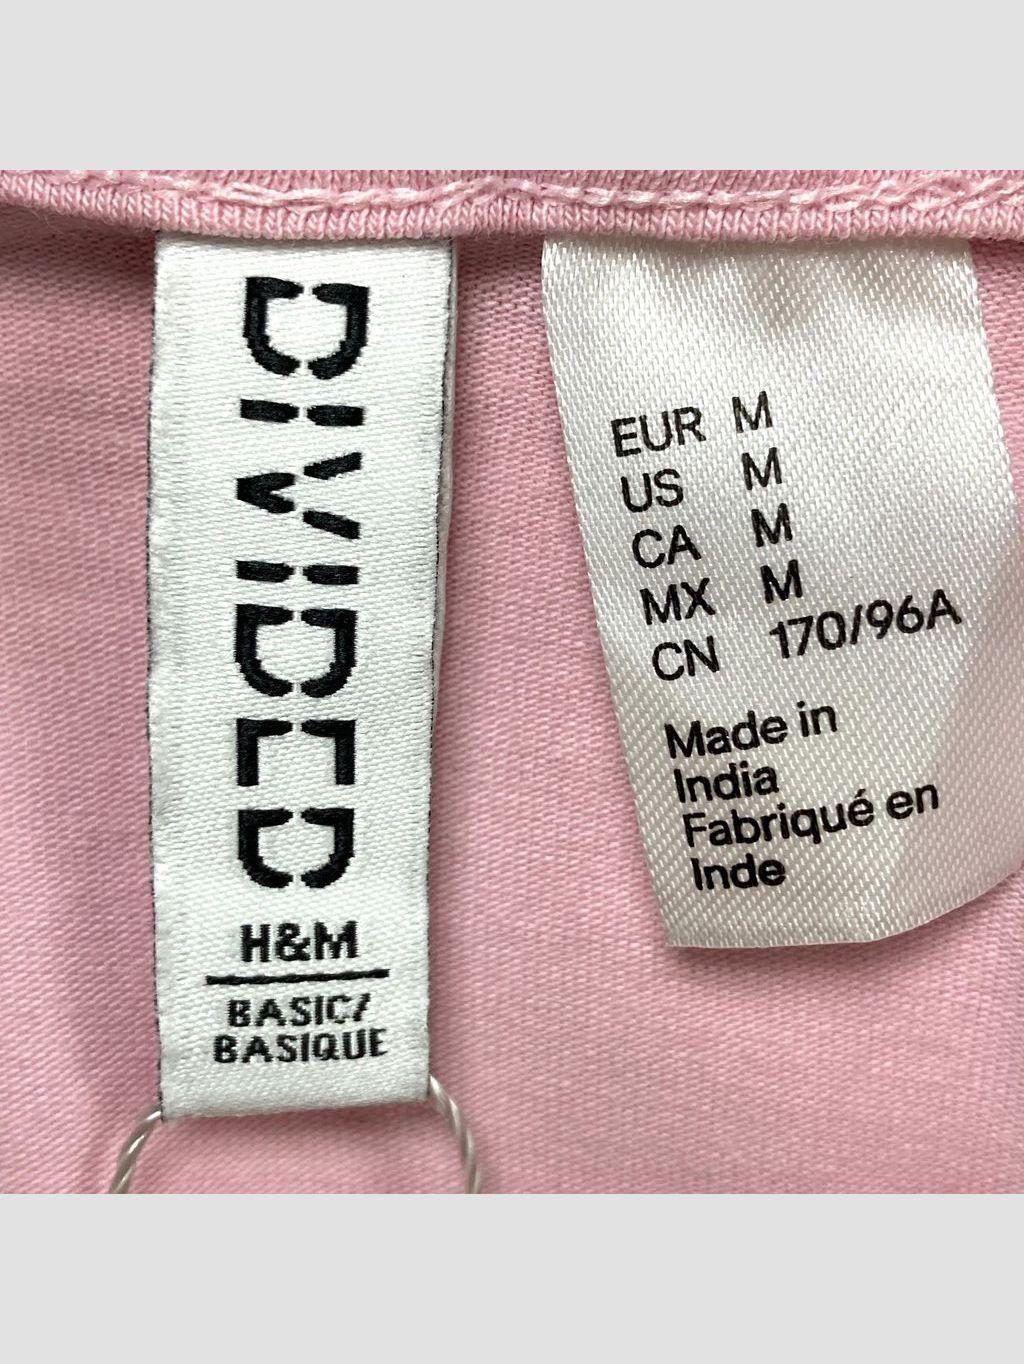 DIVIDED
H&M
BASIC/
BASIQUE
EUR M
US M
CA M
MX M
CN 170/96A
Made in
India
Fabriqué en
Inde